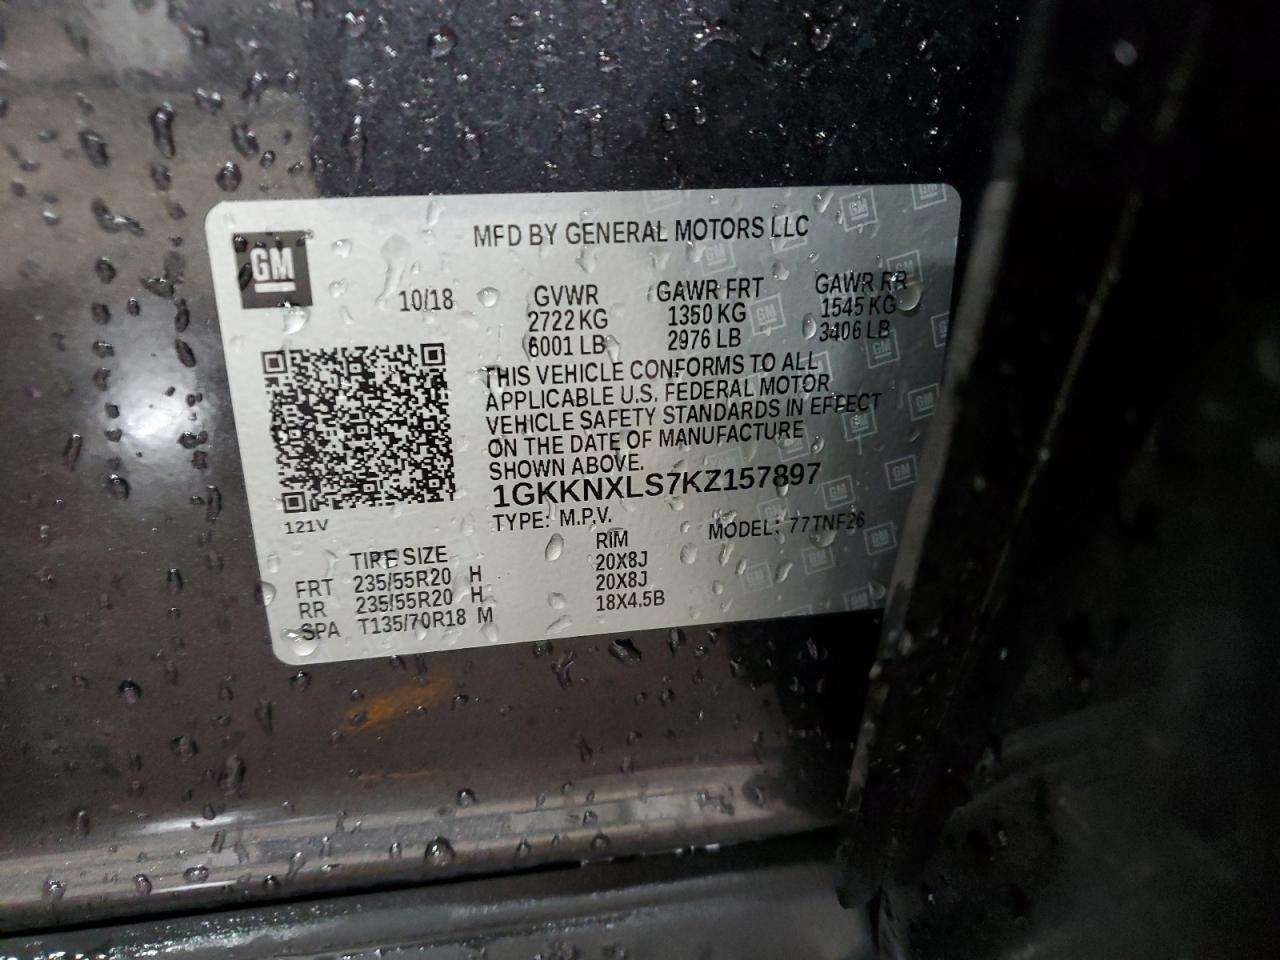 MFD BY GENERAL MOTORS LLC
GM
10/18 GVWR GAWR FRT GAWR RR
2722 KG 1350 KG 1545 KG
6001 LB 2976 LB 3406 LB
THIS VEHICLE CONFORMS TO ALL
APPLICABLE U.S. FEDERAL MOTOR
VEHICLE SAFETY STANDARDS IN EFFECT
ON THE DATE OF MANUFACTURE
SHOWN ABOVE.
1GKKNXLS7KZ157897
121V
TYPE: M.P.V. MODEL: 77TNF26
TIRE SIZE RIM
FRT 235/55R20 H 20X8J
RR 235/55R20 H 20X8J
SPA T135/70R18 M 18X4.5B